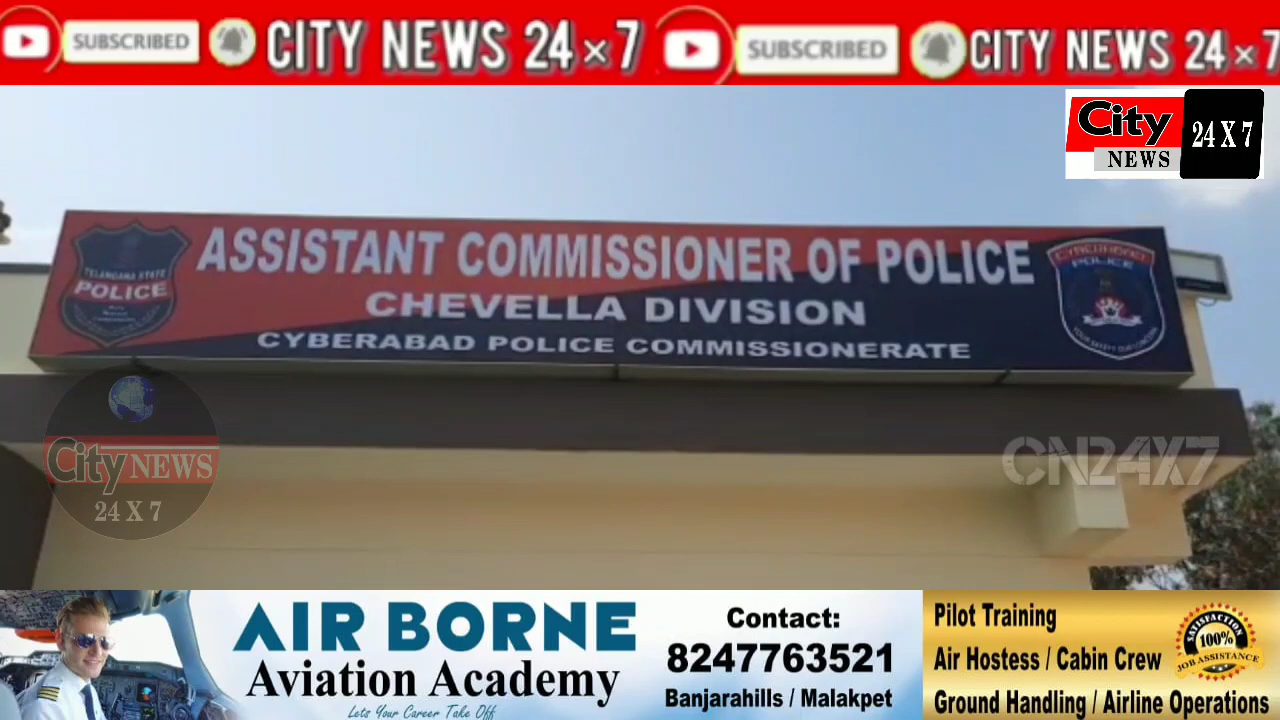 SUBSCRIBED CITY NEWS 24×7 SUBSCRIBED CITY NEWS 24×7
City
NEWS
24 X 7
ASSISTANT COMMISSIONER OF POLICE
CHEVELLA DIVISION
CYBERABAD POLICE COMMISSIONERATE
TELANGANA STATE
POLICE
CYBERABAD
POLICE
City NEWS
24 X 7
CN24X7
AIR BORNE
Aviation Academy
Lets Your Career Take Off
Contact:
8247763521
Banjarahills / Malakpet
Pilot Training
Air Hostess / Cabin Crew
Ground Handling / Airline Operations
SATISFACTION
100%
JOB ASSISTANCE